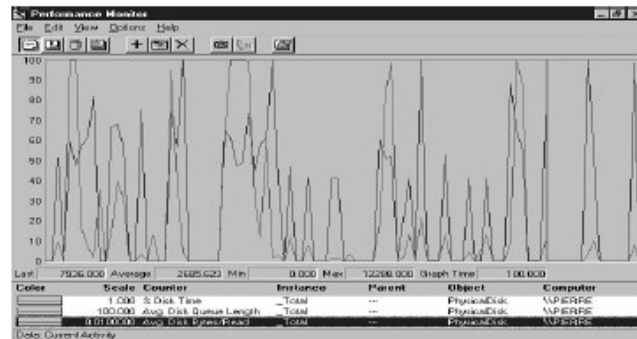 Performance Monitor
File Edit View Options Help
100
90
80
70
60
50
40
30
20
10
0
Last 7936.000 Average 2685.623 Min 0.000 Max 12288.000 Graph Time 100.000
Color Scale Counter Instance Parent Object Computer
1.000 % Disk Time _Total --- PhysicalDisk \\PIERRE
100.000 Avg. Disk Queue Length _Total --- PhysicalDisk \\PIERRE
0.0100000 Avg. Disk Bytes/Read _Total --- PhysicalDisk \\PIERRE
Data: Current Activity